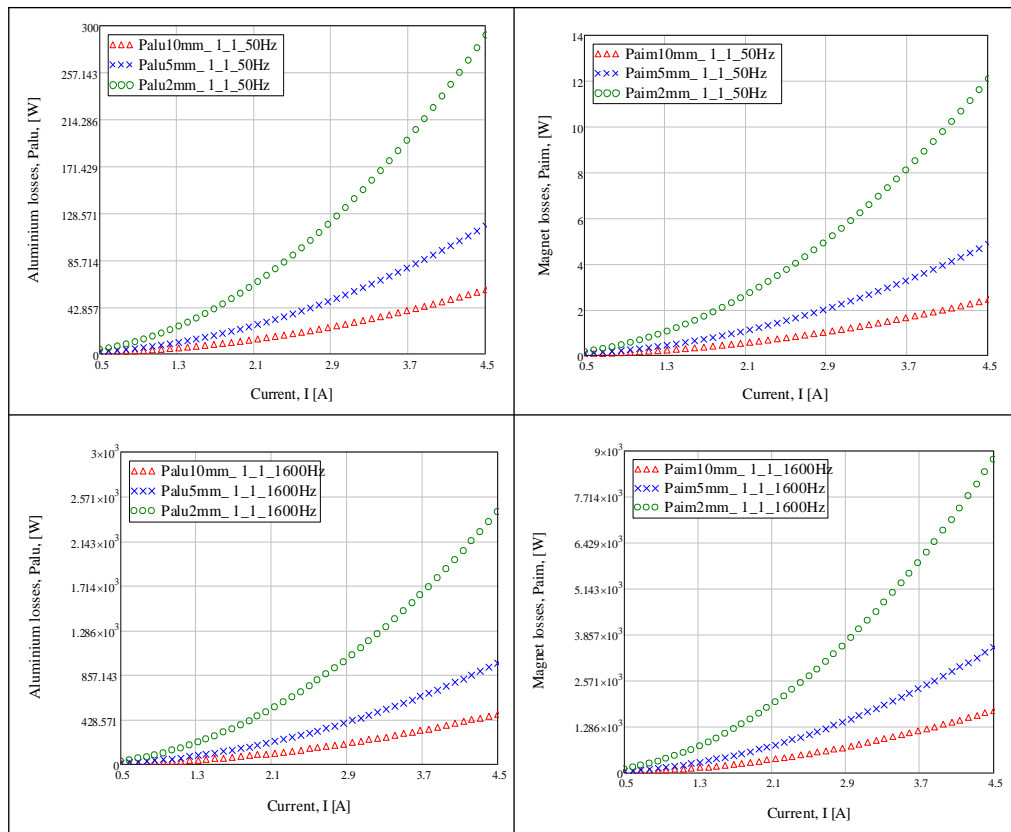 Palu10mm_ 1_1_50Hz
Palu5mm_ 1_1_50Hz
Palu2mm_ 1_1_50Hz
300
257.143
214.286
171.429
128.571
85.714
42.857
0
0.5 1.3 2.1 2.9 3.7 4.5
Aluminium losses, Palu, [W]
Current, I [A]
Paim10mm_ 1_1_50Hz
Paim5mm_ 1_1_50Hz
Paim2mm_ 1_1_50Hz
14
12
10
8
6
4
2
0
0.5 1.3 2.1 2.9 3.7 4.5
Magnet losses, Paim, [W]
Current, I [A]
Palu10mm_ 1_1_1600Hz
Palu5mm_ 1_1_1600Hz
Palu2mm_ 1_1_1600Hz
3×10³
2.571×10³
2.143×10³
1.714×10³
1.286×10³
857.143
428.571
0
0.5 1.3 2.1 2.9 3.7 4.5
Aluminium losses, Palu, [W]
Current, I [A]
Paim10mm_ 1_1_1600Hz
Paim5mm_ 1_1_1600Hz
Paim2mm_ 1_1_1600Hz
9×10³
7.714×10³
6.429×10³
5.143×10³
3.857×10³
2.571×10³
1.286×10³
0
0.5 1.3 2.1 2.9 3.7 4.5
Magnet losses, Paim, [W]
Current, I [A]